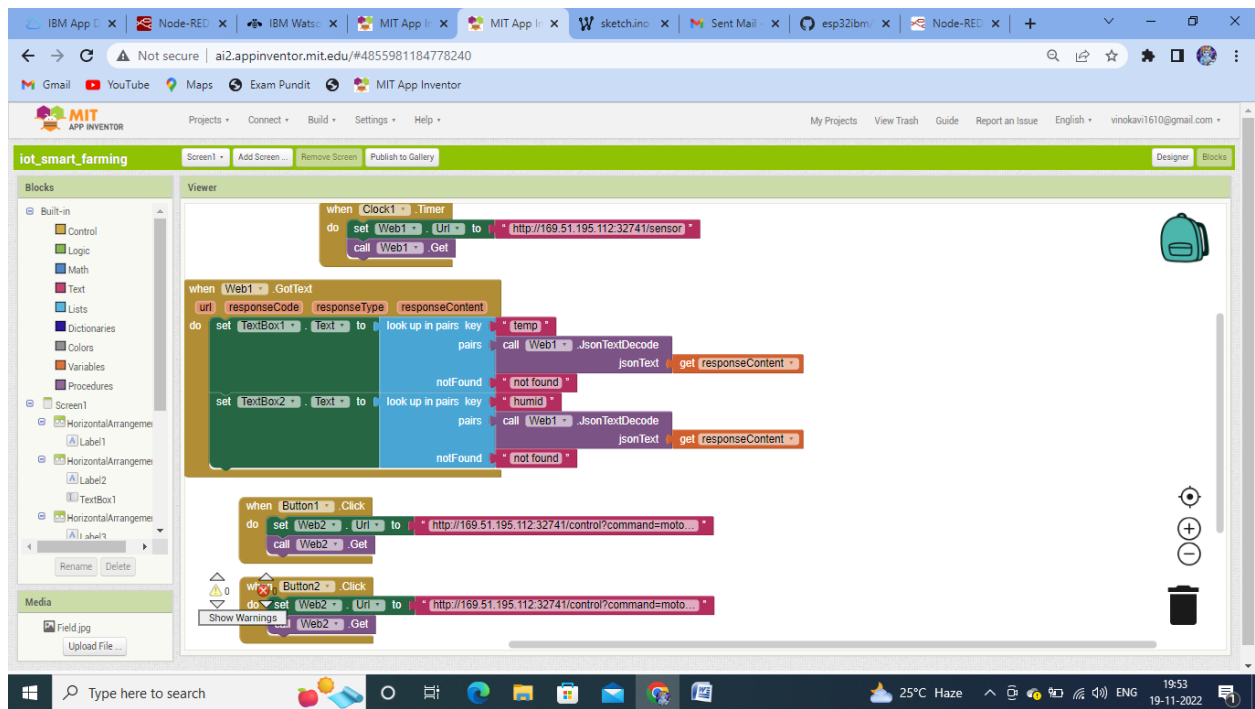 IBM App D
Node-RED
IBM Watso
MIT App In
MIT App In
sketch.ino
Sent Mail -
esp32ibm/
Node-RED
Not secure | ai2.appinventor.mit.edu/#4855981184778240
Gmail YouTube Maps Exam Pundit MIT App Inventor
MIT
APP INVENTOR
Projects Connect Build Settings Help My Projects View Trash Guide Report an Issue English vinokavi1610@gmail.com
iot_smart_farming Screen1 Add Screen ... Remove Screen Publish to Gallery Designer Blocks
Blocks
Viewer
Built-in
Control
Logic
Math
Text
Lists
Dictionaries
Colors
Variables
Procedures
Screen1
HorizontalArrangemen
Label1
HorizontalArrangemen
Label2
TextBox1
HorizontalArrangemen
Label3
Rename Delete
Media
Field.jpg
Upload File ...
when Clock1 .Timer
do set Web1 . Url to " http://169.51.195.112:32741/sensor "
call Web1 .Get
when Web1 .GotText
url responseCode responseType responseContent
do set TextBox1 . Text to look up in pairs key " temp "
pairs call Web1 .JsonTextDecode
jsonText get responseContent
notFound " not found "
set TextBox2 . Text to look up in pairs key " humid "
pairs call Web1 .JsonTextDecode
jsonText get responseContent
notFound " not found "
when Button1 .Click
do set Web2 . Url to " http://169.51.195.112:32741/control?command=moto... "
call Web2 .Get
when Button2 .Click
do set Web2 . Url to " http://169.51.195.112:32741/control?command=moto... "
call Web2 .Get
0 0
Show Warnings
Type here to search
25°C Haze
ENG
19:53
19-11-2022
1